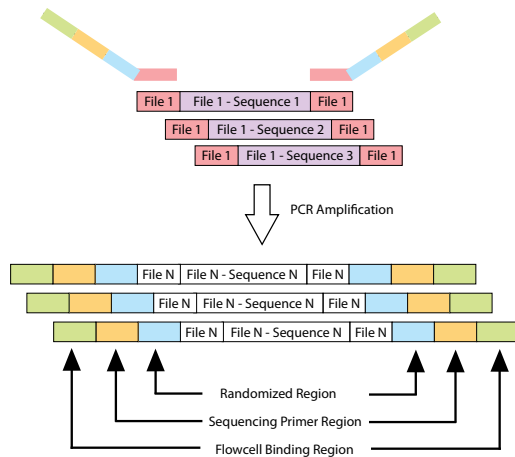 File 1 File 1 - Sequence 1 File 1
File 1 File 1 - Sequence 2 File 1
File 1 File 1 - Sequence 3 File 1
PCR Amplification
File N File N - Sequence N File N
File N File N - Sequence N File N
File N File N - Sequence N File N
Randomized Region
Sequencing Primer Region
Flowcell Binding Region